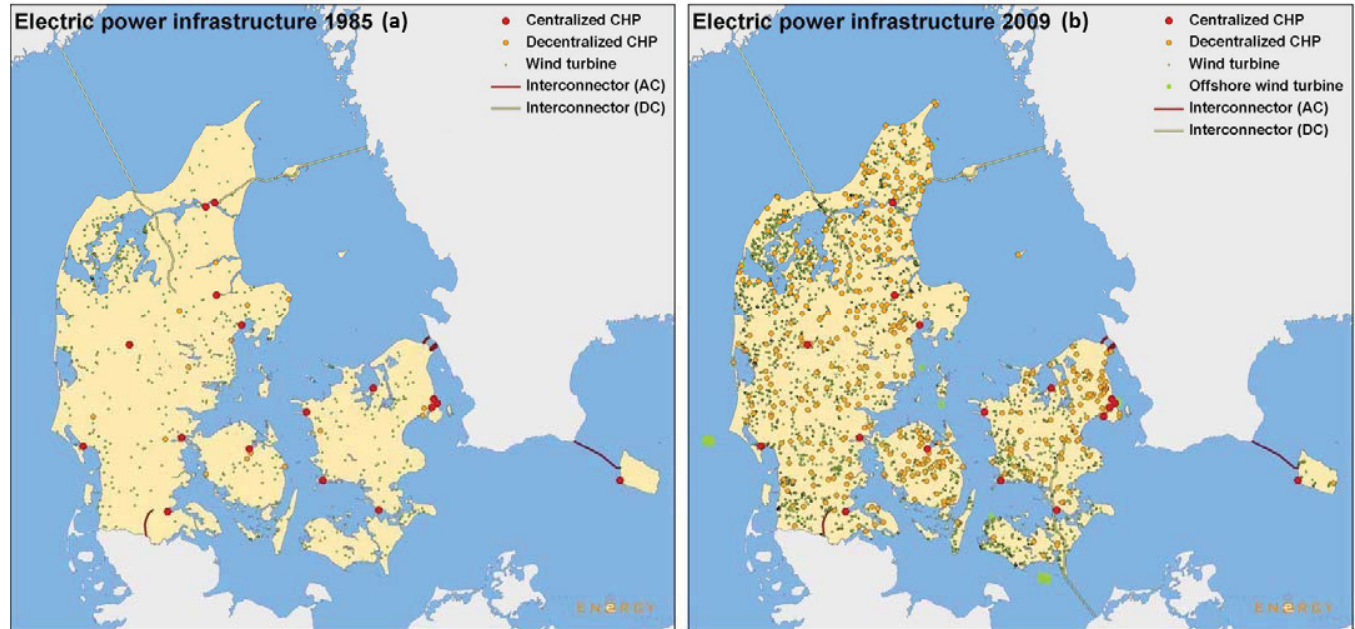 Electric power infrastructure 1985 (a)
Centralized CHP
Decentralized CHP
Wind turbine
Interconnector (AC)
Interconnector (DC)
ENeRGY
Electric power infrastructure 2009 (b)
Centralized CHP
Decentralized CHP
Wind turbine
Offshore wind turbine
Interconnector (AC)
Interconnector (DC)
ENeRGY